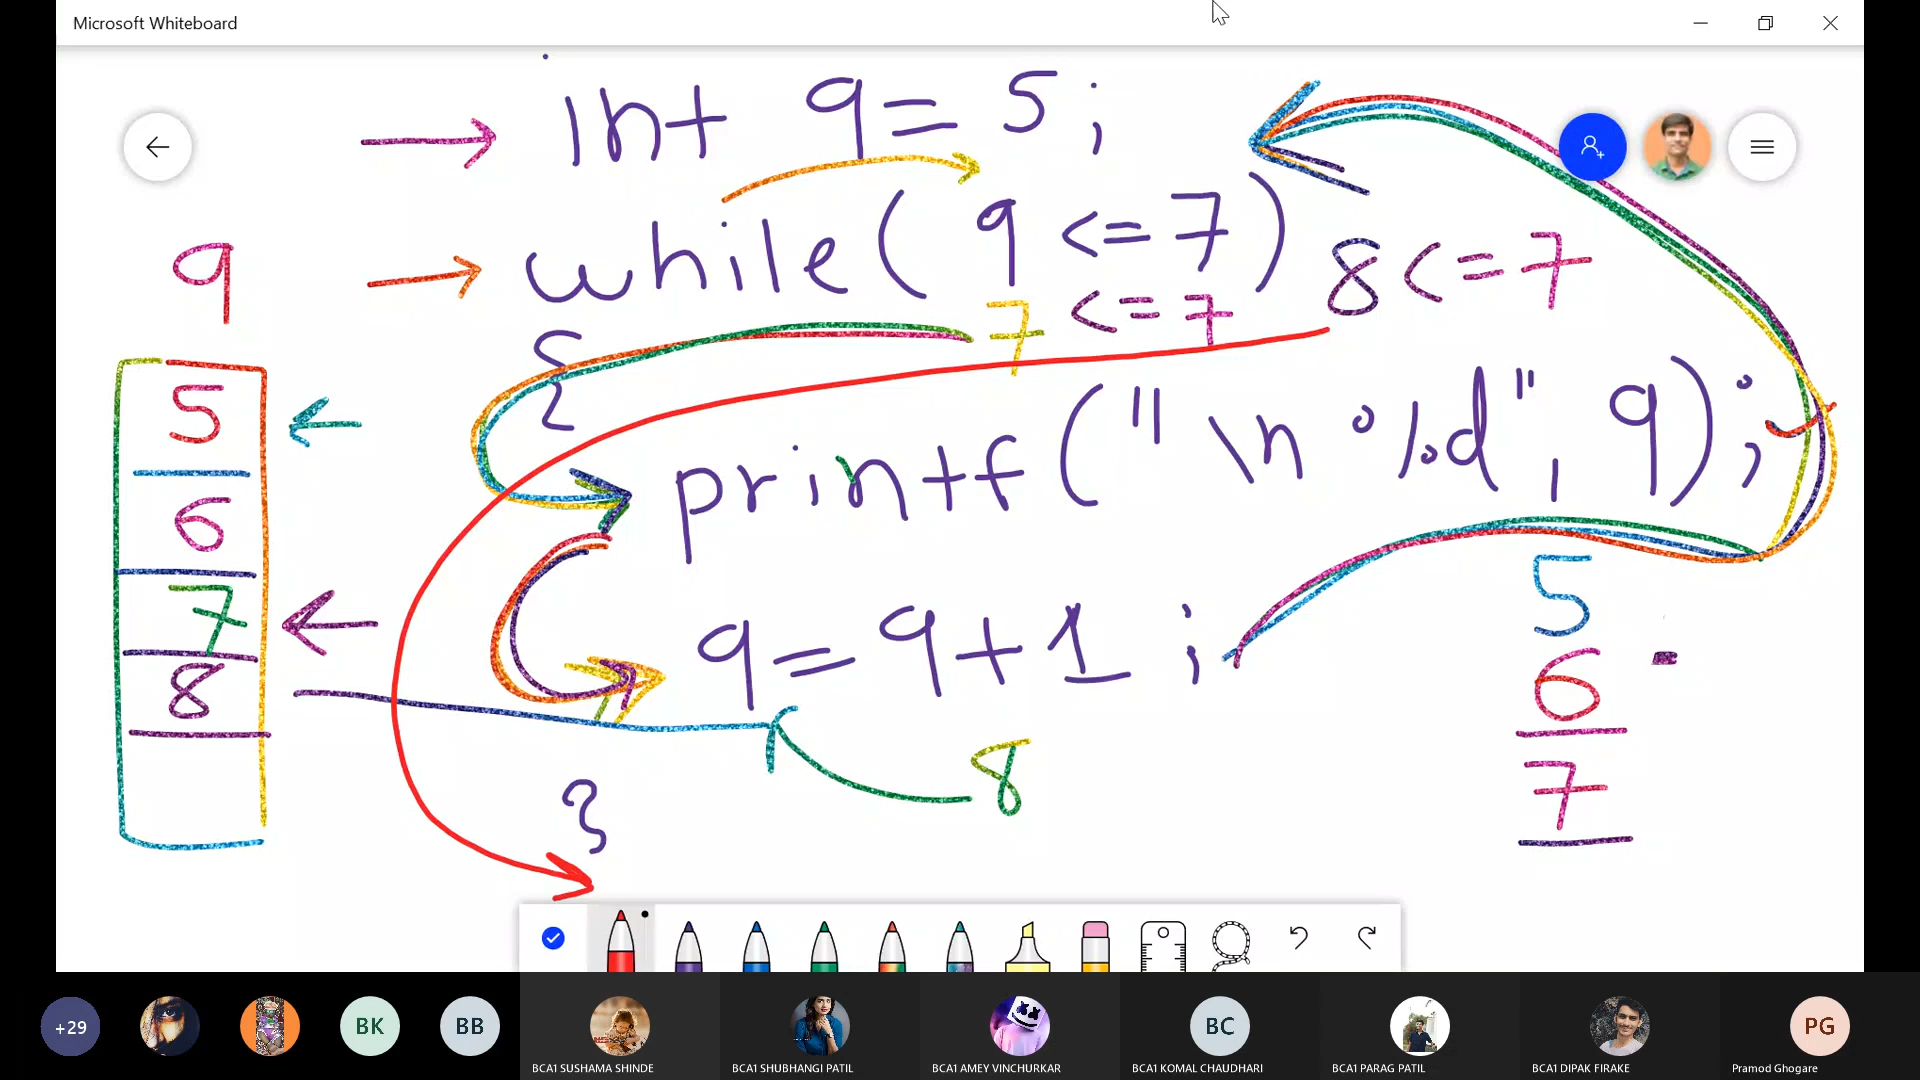 Microsoft Whiteboard
int q = 5 ;
while( q <= 7 )
8 <= 7
7 <= 7
{
q
5
6
7
8
printf("\n %d", q);
q = q + 1 ;
8
}
5
6
7
+29
BK
BB
BC
PG
BCA1 SUSHAMA SHINDE
BCA1 SHUBHANGI PATIL
BCA1 AMEY VINCHURKAR
BCA1 KOMAL CHAUDHARI
BCA1 PARAG PATIL
BCA1 DIPAK FIRAKE
Pramod Ghogare